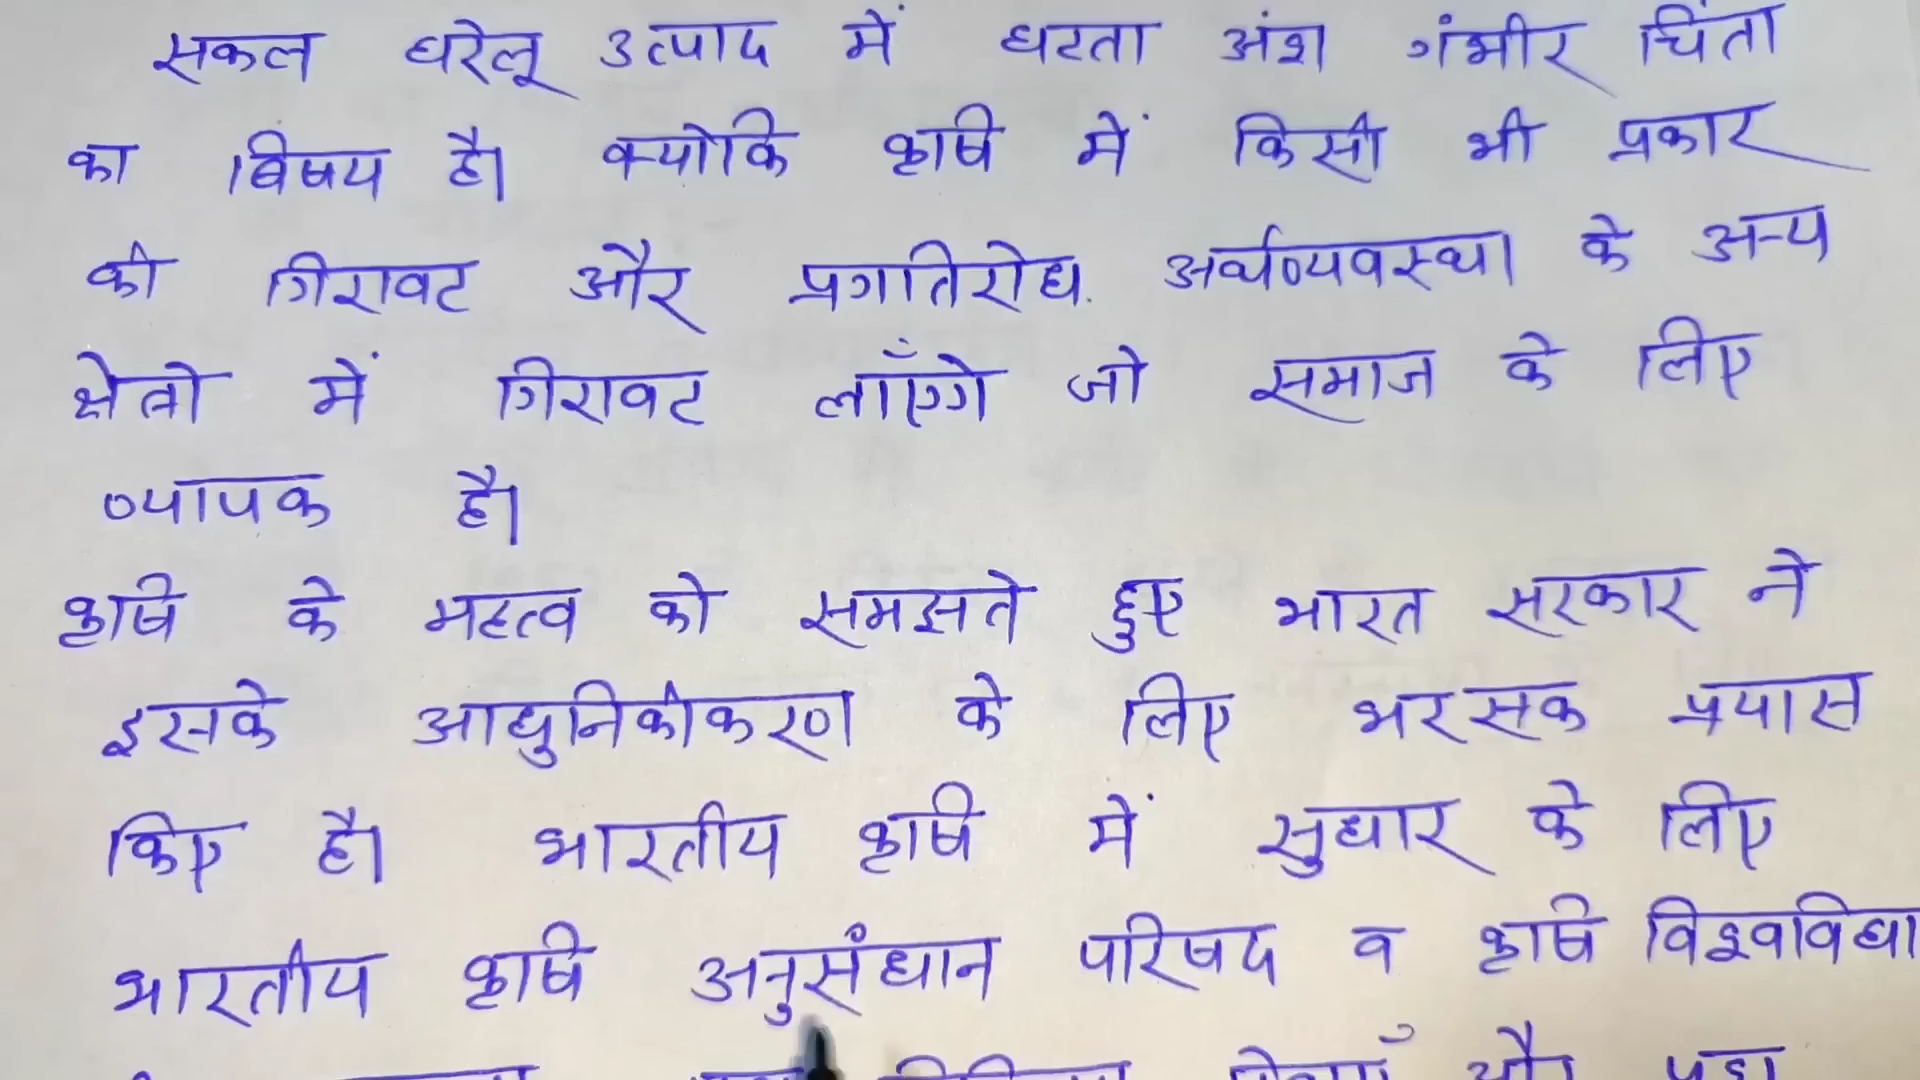 सकल घरेलू उत्पाद में घटता अंश गंभीर चिंता
का विषय है। क्योकि कृषि में किसी भी प्रकार
की गिरावट और प्रगतिरोध अर्थव्यवस्था के अन्य
क्षेत्रो में गिरावट लाएँगे जो समाज के लिए
व्यापक है।
कृषि के महत्व को समझते हुए भारत सरकार ने
इसके आधुनिकीकरण के लिए भरसक प्रयास
किए है। भारतीय कृषि में सुधार के लिए
भारतीय कृषि अनुसंधान परिषद व कृषि विश्वविद्या
और